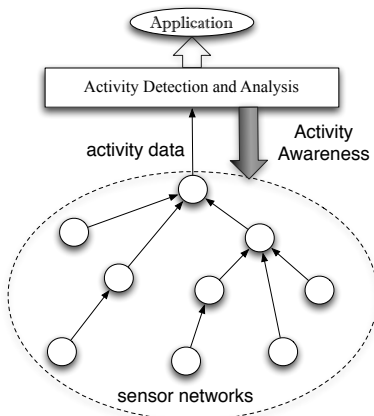 Application
Activity Detection and Analysis
activity data
Activity
Awareness
sensor networks